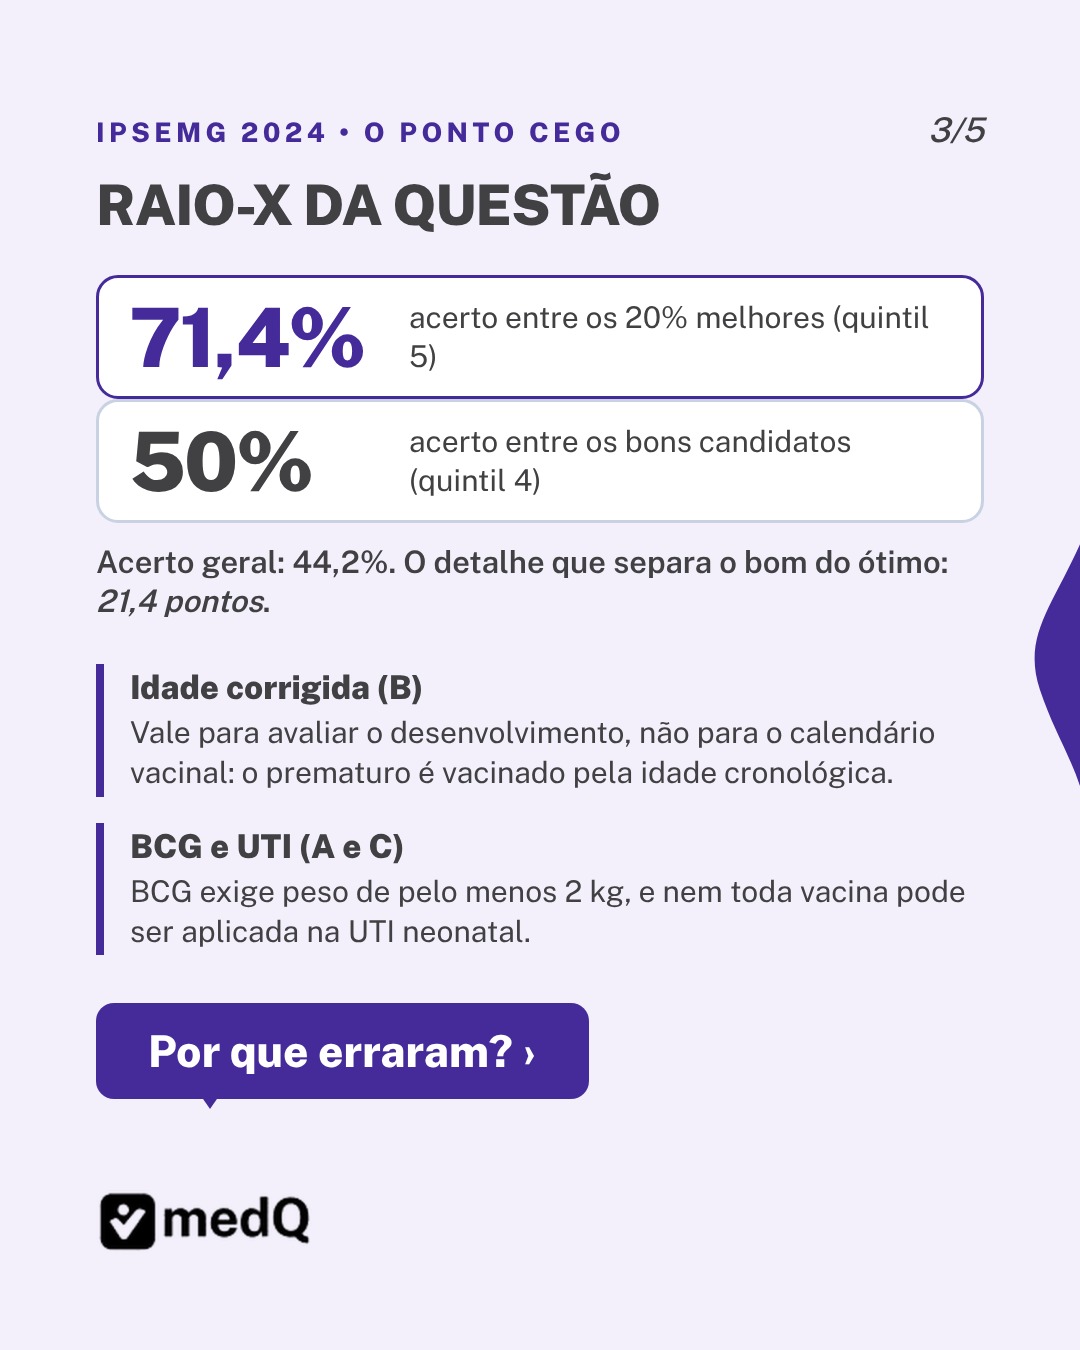 IPSEMG 2024 • O PONTO CEGO
3/5
RAIO-X DA QUESTÃO
71,4%
acerto entre os 20% melhores (quintil
5)
50%
acerto entre os bons candidatos
(quintil 4)
Acerto geral: 44,2%. O detalhe que separa o bom do ótimo:
21,4 pontos.
Idade corrigida (B)
Vale para avaliar o desenvolvimento, não para o calendário
vacinal: o prematuro é vacinado pela idade cronológica.
BCG e UTI (A e C)
BCG exige peso de pelo menos 2 kg, e nem toda vacina pode
ser aplicada na UTI neonatal.
Por que erraram? ›
medQ